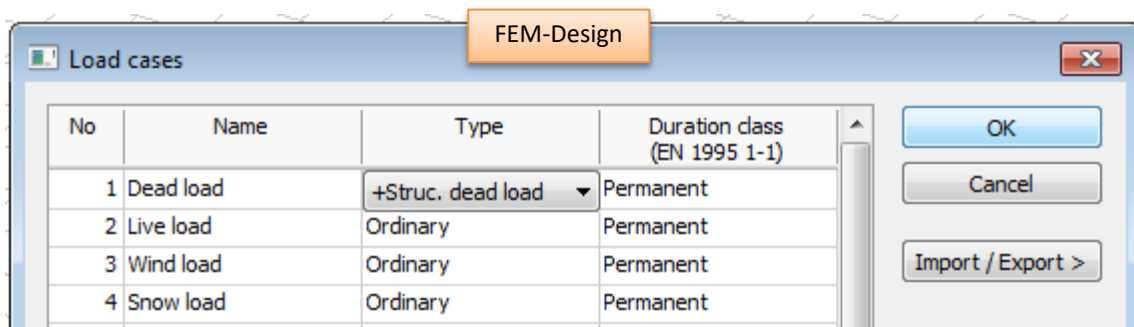 FEM-Design
Load cases
No Name Type Duration class
(EN 1995 1-1)
OK
1 Dead load +Struc. dead load Permanent
Cancel
2 Live load Ordinary Permanent
3 Wind load Ordinary Permanent
Import / Export >
4 Snow load Ordinary Permanent